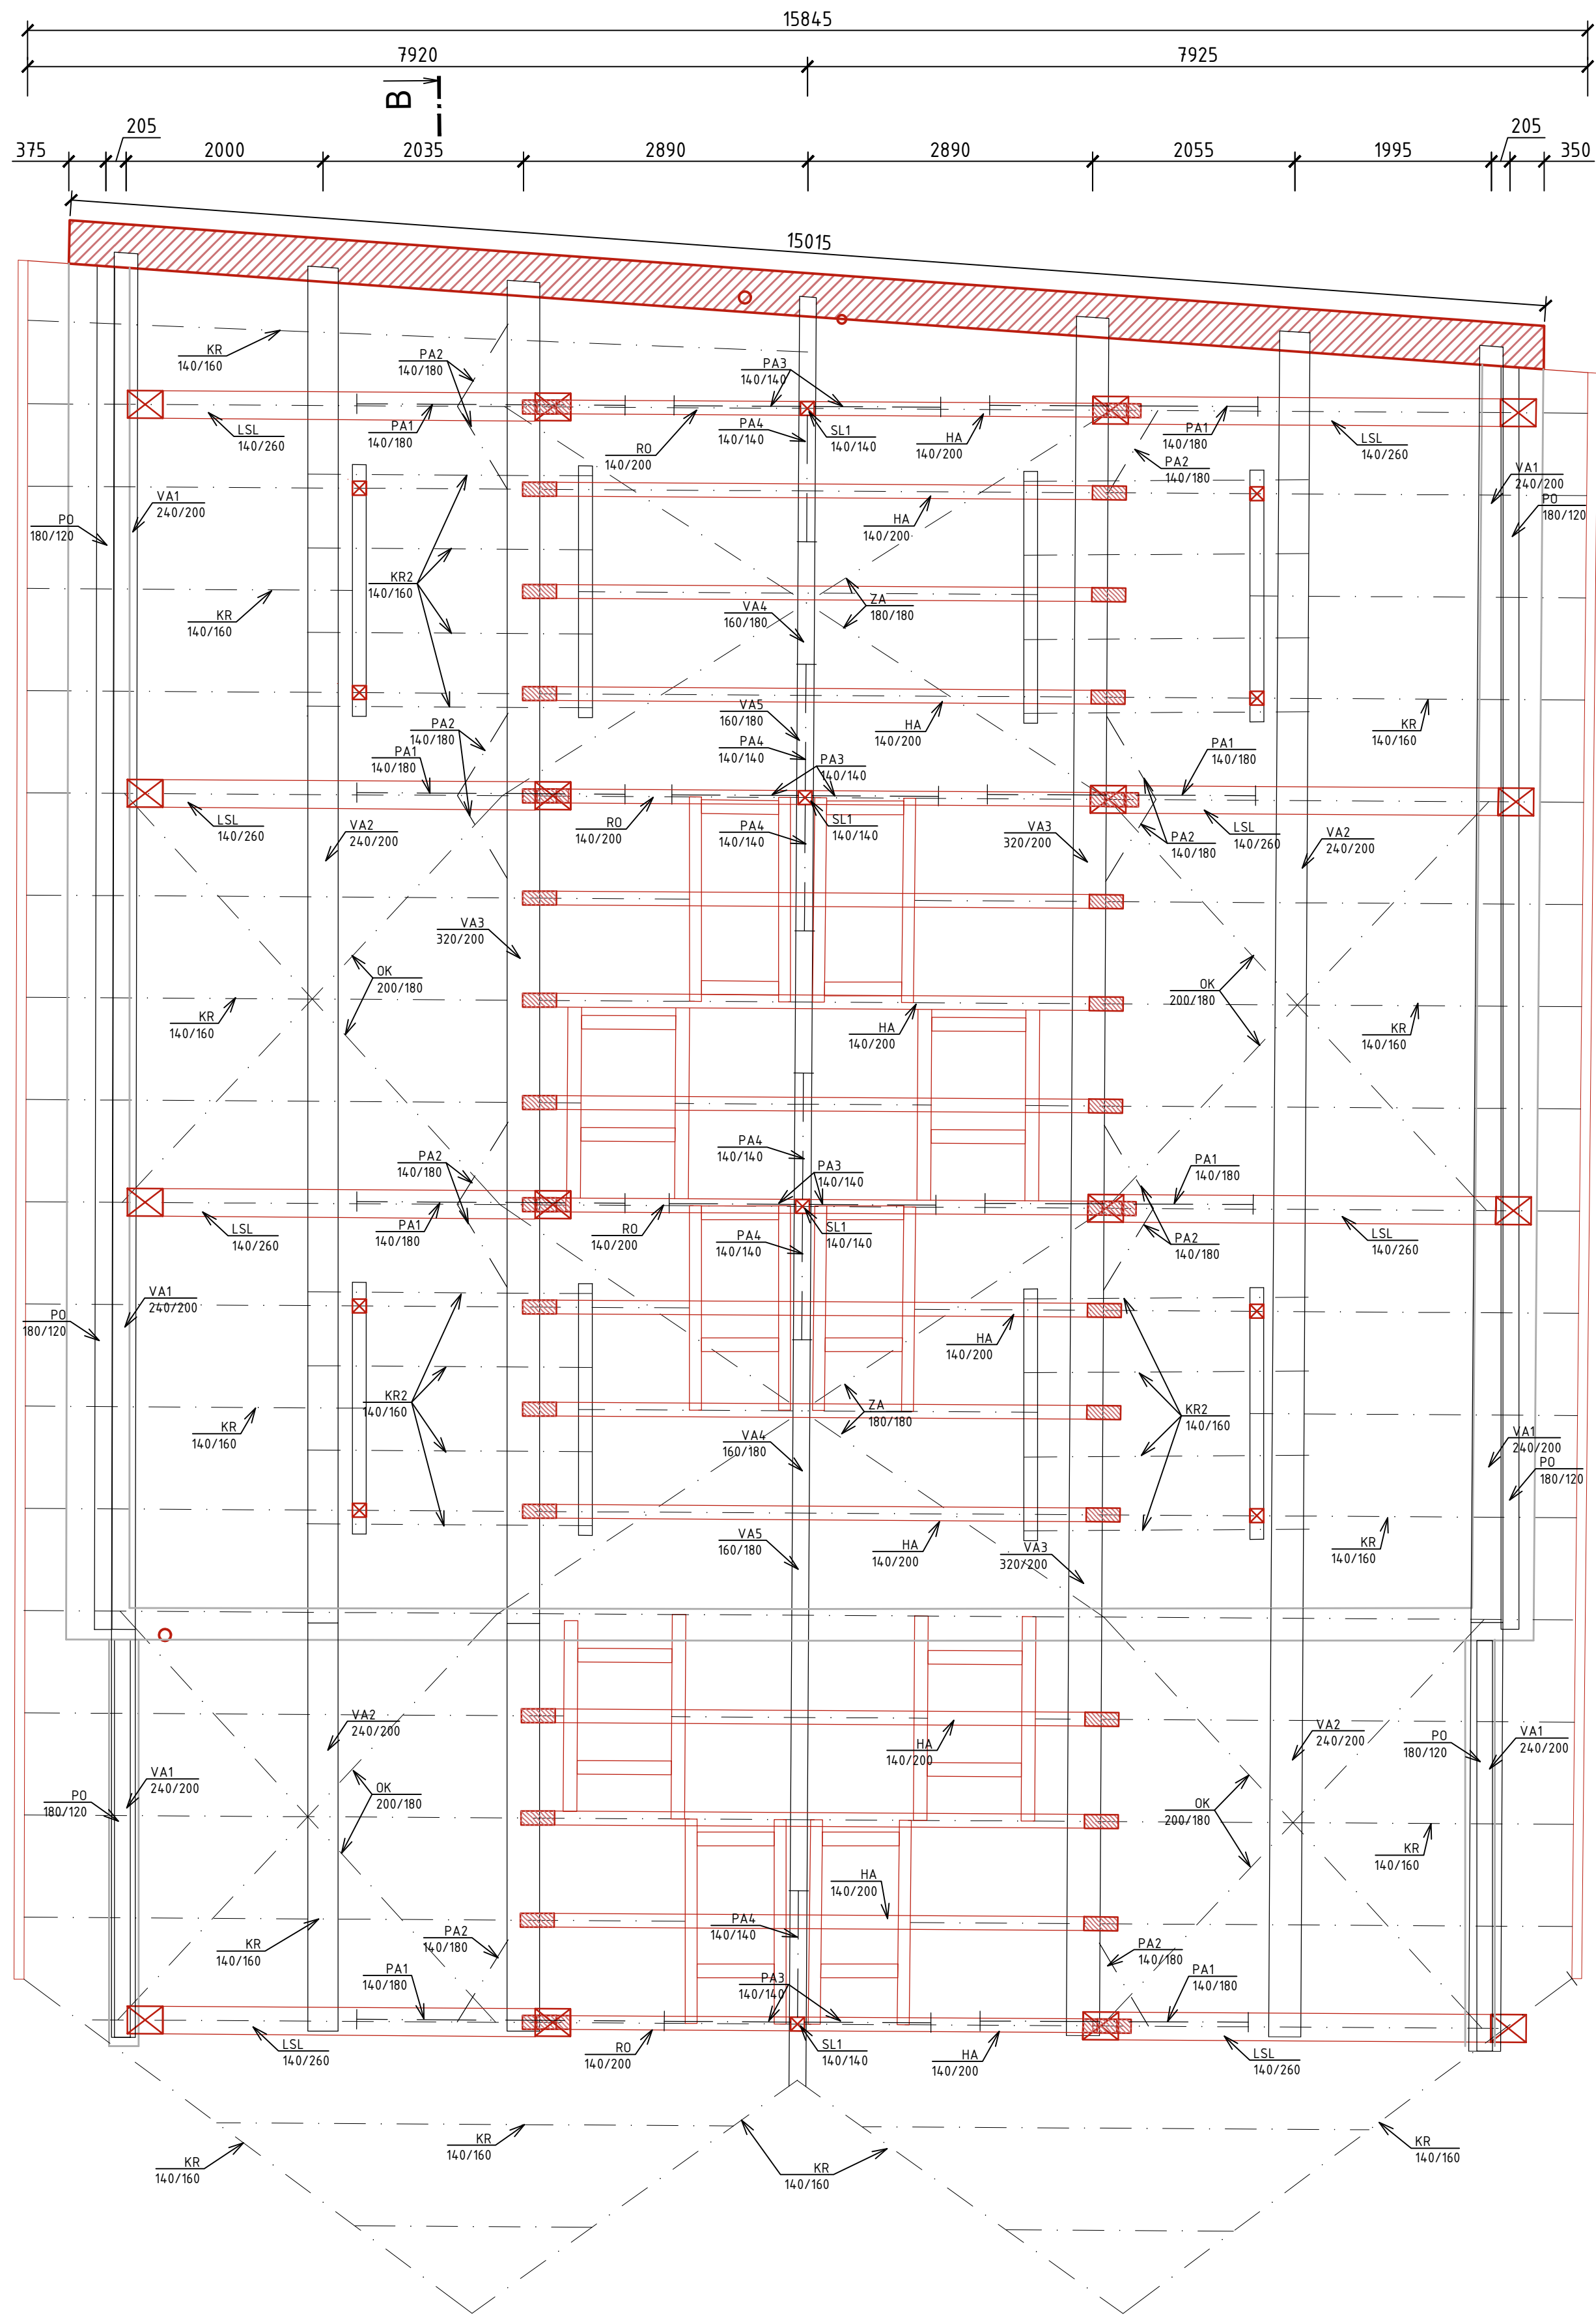 15845
7920
7925
B
205
205
375
2000
2035
2890
2890
2055
1995
350
15015
KR
140/160
PA2
140/180
PA3
140/140
PA1
140/180
LSL
140/260
RO
140/200
PA4
140/140
SL1
140/140
HA
140/200
PA1
140/180
LSL
140/260
PA2
140/180
VA1
240/200
VA1
240/200
PO
180/120
PO
180/120
HA
140/200
KR2
140/160
KR
140/160
VA4
160/180
ZA
180/180
VA5
160/180
HA
140/200
KR
140/160
PA2
140/180
PA1
140/180
PA4
140/140
PA3
140/140
PA1
140/180
LSL
140/260
VA2
240/200
RO
140/200
PA4
140/140
SL1
140/140
VA3
320/200
PA2
140/180
LSL
140/260
VA2
240/200
VA3
320/200
OK
200/180
OK
200/180
KR
140/160
HA
140/200
KR
140/160
PA2
140/180
PA4
140/140
PA3
140/140
PA1
140/180
LSL
140/260
PA1
140/180
RO
140/200
PA4
140/140
SL1
140/140
PA2
140/180
LSL
140/260
VA1
240/200
PO
180/120
HA
140/200
KR2
140/160
KR
140/160
ZA
180/180
KR2
140/160
VA4
160/180
VA1
240/200
PO
180/120
VA5
160/180
HA
140/200
VA3
320/200
KR
140/160
VA2
240/200
HA
140/200
VA2
240/200
PO
180/120
VA1
240/200
VA1
240/200
PO
180/120
OK
200/180
OK
200/180
KR
140/160
HA
140/200
KR
140/160
PA2
140/180
PA4
140/140
PA2
140/180
PA1
140/180
PA3
140/140
PA1
140/180
LSL
140/260
RO
140/200
SL1
140/140
HA
140/200
LSL
140/260
KR
140/160
KR
140/160
KR
140/160
KR
140/160